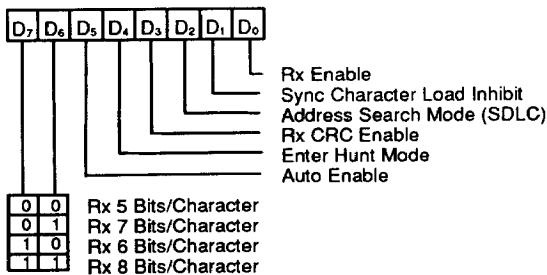 D₇ D₆ D₅ D₄ D₃ D₂ D₁ D₀
Rx Enable
Sync Character Load Inhibit
Address Search Mode (SDLC)
Rx CRC Enable
Enter Hunt Mode
Auto Enable
0 0 Rx 5 Bits/Character
0 1 Rx 7 Bits/Character
1 0 Rx 6 Bits/Character
1 1 Rx 8 Bits/Character